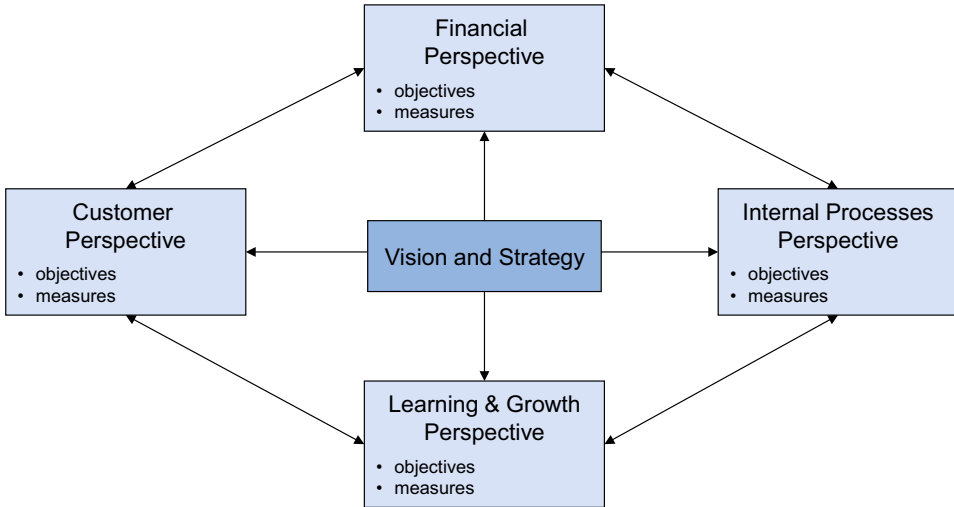 Financial
Perspective
• objectives
• measures
Customer
Perspective
• objectives
• measures
Vision and Strategy
Internal Processes
Perspective
• objectives
• measures
Learning & Growth
Perspective
• objectives
• measures